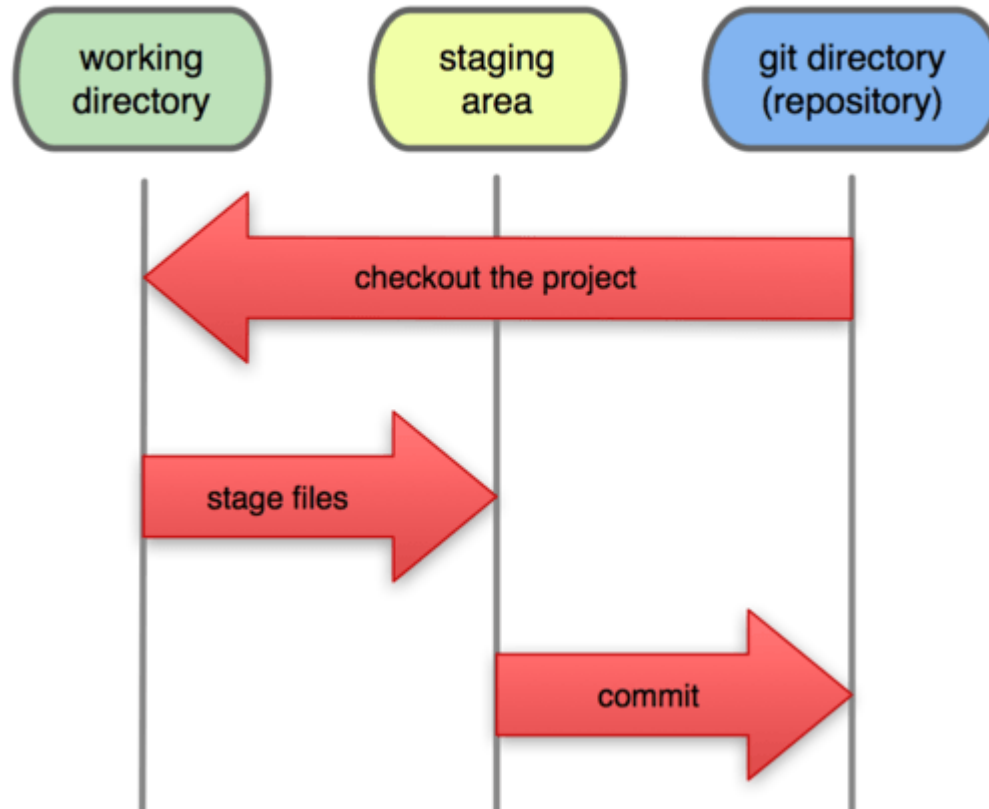 working
directory
staging
area
git directory
(repository)
checkout the project
stage files
commit